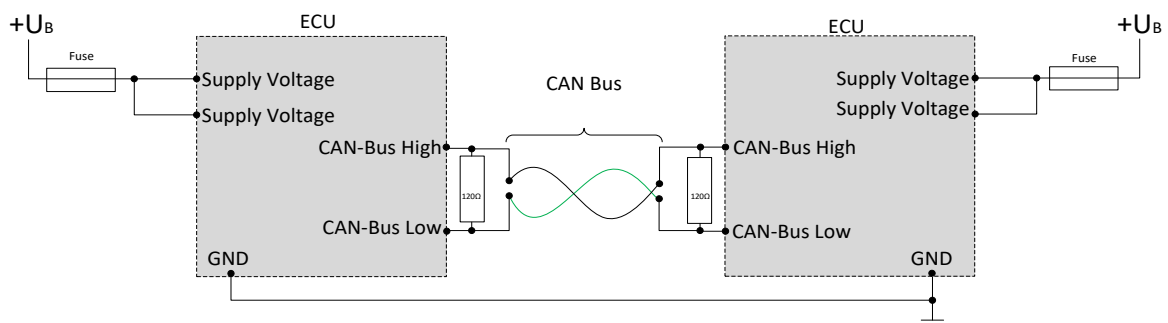 ECU
ECU
+UB
+UB
Fuse
Fuse
Supply Voltage
Supply Voltage
Supply Voltage
Supply Voltage
CAN Bus
CAN-Bus High
CAN-Bus High
120Ω
120Ω
CAN-Bus Low
CAN-Bus Low
GND
GND